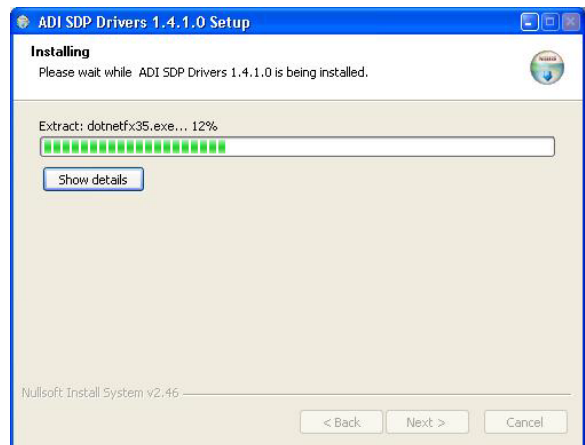 ADI SDP Drivers 1.4.1.0 Setup
Installing
Please wait while ADI SDP Drivers 1.4.1.0 is being installed.
Extract: dotnetfx35.exe... 12%
Show details
Nullsoft Install System v2.46
< Back Next > Cancel